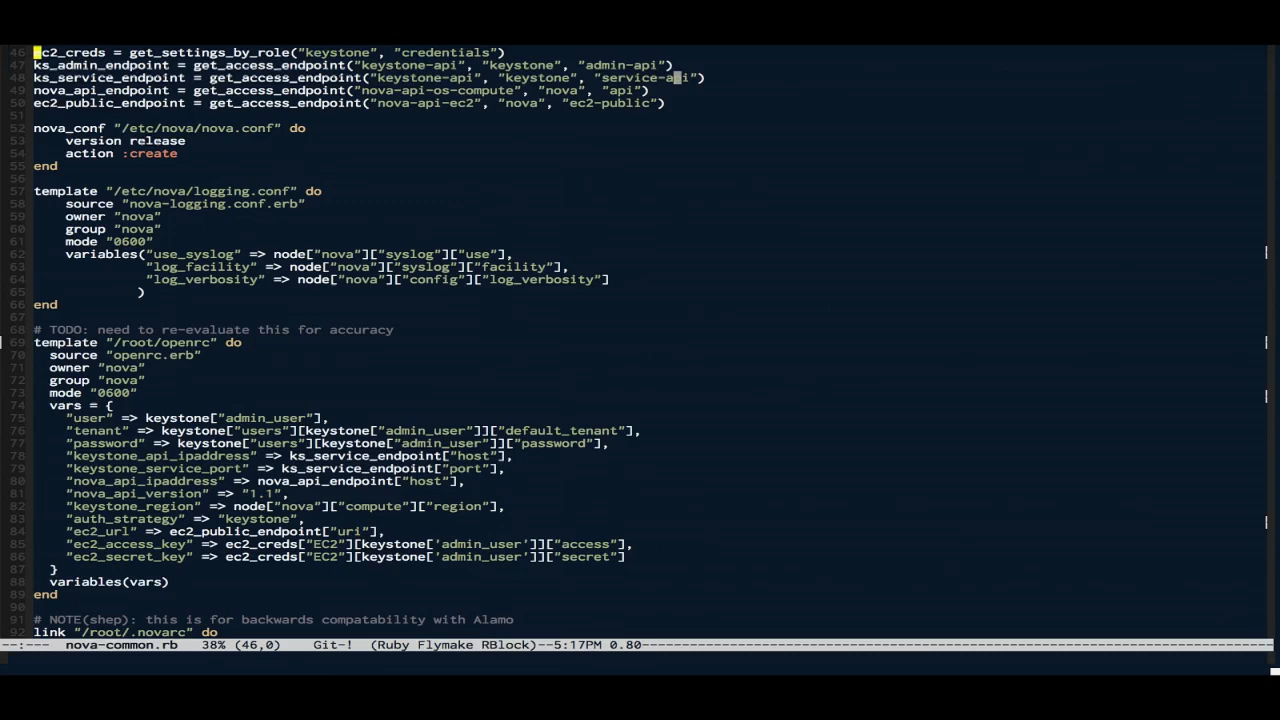 46 ec2_creds = get_settings_by_role("keystone", "credentials")
47 ks_admin_endpoint = get_access_endpoint("keystone-api", "keystone", "admin-api")
48 ks_service_endpoint = get_access_endpoint("keystone-api", "keystone", "service-api")
49 nova_api_endpoint = get_access_endpoint("nova-api-os-compute", "nova", "api")
50 ec2_public_endpoint = get_access_endpoint("nova-api-ec2", "nova", "ec2-public")
51
52 nova_conf "/etc/nova/nova.conf" do
53     version release
54     action :create
55 end
56
57 template "/etc/nova/logging.conf" do
58     source "nova-logging.conf.erb"
59     owner "nova"
60     group "nova"
61     mode "0600"
62     variables("use_syslog" => node["nova"]["syslog"]["use"],
63               "log_facility" => node["nova"]["syslog"]["facility"],
64               "log_verbosity" => node["nova"]["config"]["log_verbosity"]
65              )
66 end
67
68 # TODO: need to re-evaluate this for accuracy
69 template "/root/openrc" do
70   source "openrc.erb"
71   owner "nova"
72   group "nova"
73   mode "0600"
74   vars = {
75     "user" => keystone["admin_user"],
76     "tenant" => keystone["users"][keystone["admin_user"]]["default_tenant"],
77     "password" => keystone["users"][keystone["admin_user"]]["password"],
78     "keystone_api_ipaddress" => ks_service_endpoint["host"],
79     "keystone_service_port" => ks_service_endpoint["port"],
80     "nova_api_ipaddress" => nova_api_endpoint["host"],
81     "nova_api_version" => "1.1",
82     "keystone_region" => node["nova"]["compute"]["region"],
83     "auth_strategy" => "keystone",
84     "ec2_url" => ec2_public_endpoint["uri"],
85     "ec2_access_key" => ec2_creds["EC2"][keystone['admin_user']]["access"],
86     "ec2_secret_key" => ec2_creds["EC2"][keystone['admin_user']]["secret"]
87   }
88   variables(vars)
89 end
90
91 # NOTE(shep): this is for backwards compatability with Alamo
92 link "/root/.novarc" do
--:---  nova-common.rb   38% (46,0)    Git-!  (Ruby Flymake RBlock)--5:17PM 0.80--------------------------------------------------------------------------------